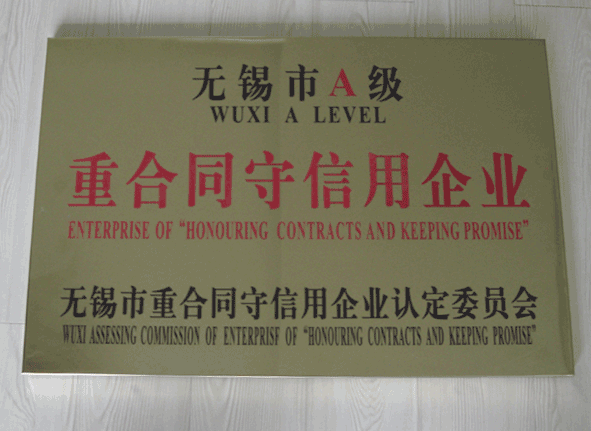 无锡市A级
WUXI A LEVEL
重合同守信用企业
ENTERPRISE OF "HONOURING CONTRACTS AND KEEPING PROMISE"
无锡市重合同守信用企业认定委员会
WUXI ASSESSING COMMISSION OF ENTERPRISE OF "HONOURING CONTRACTS AND KEEPING PROMISE"